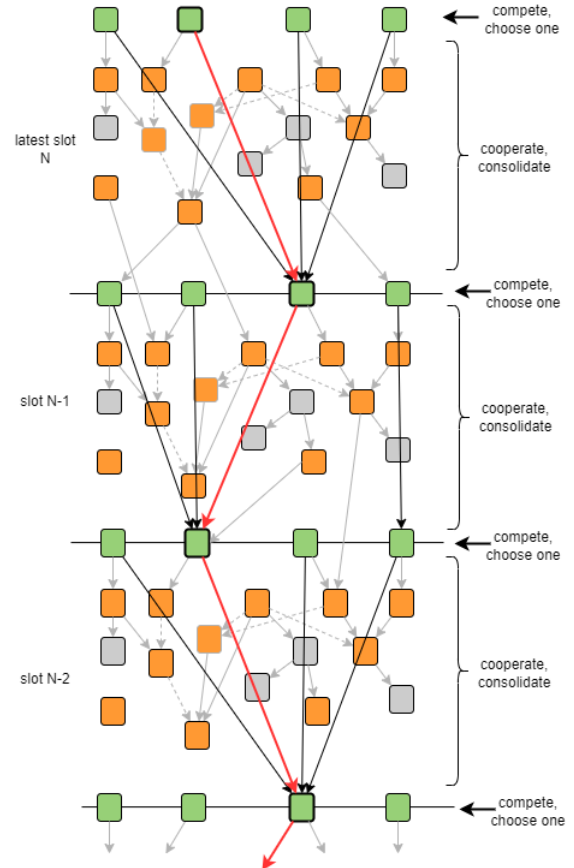 compete,
choose one
latest slot
N
cooperate,
consolidate
compete,
choose one
slot N-1
cooperate,
consolidate
compete,
choose one
slot N-2
cooperate,
consolidate
compete,
choose one